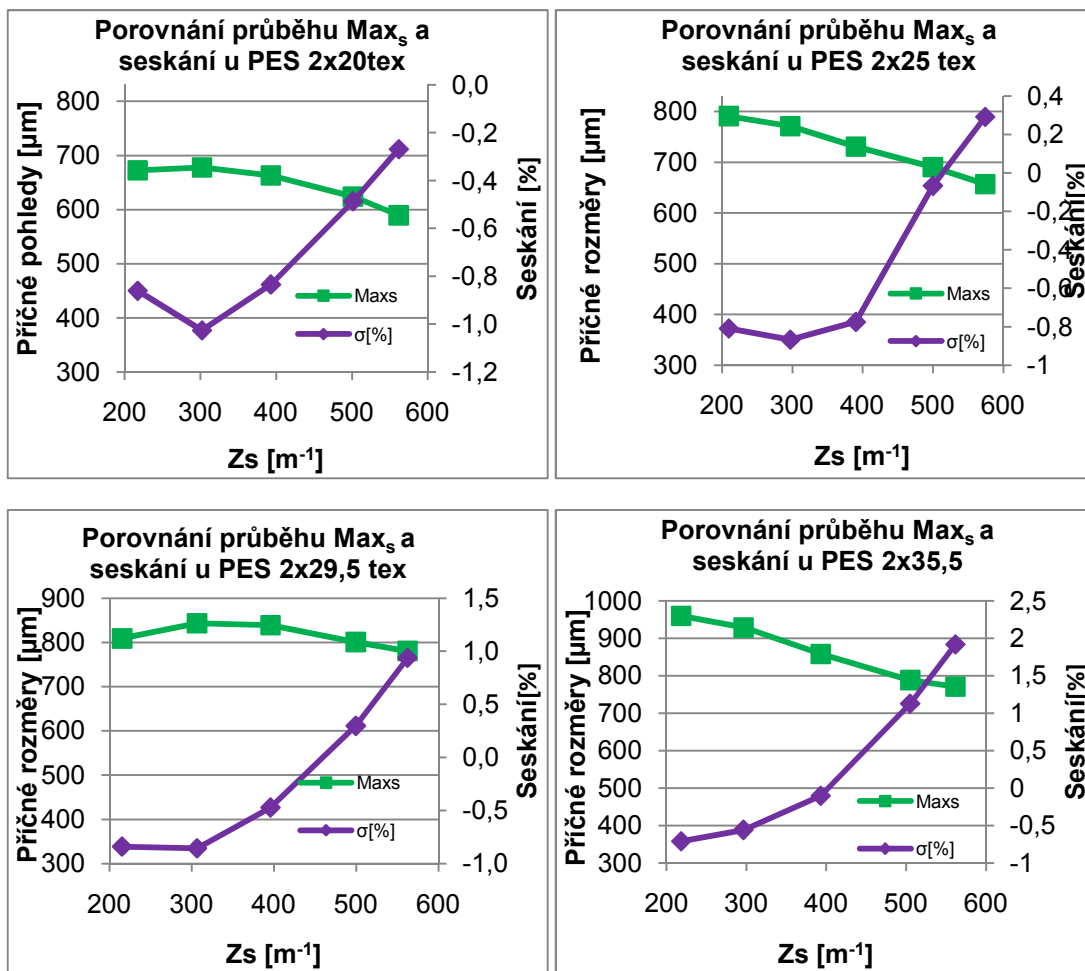 Porovnání průběhu Maxs a
seskání u PES 2x20tex
Příčné pohledy [µm]
800
700
600
500
400
300
0,0
-0,2
-0,4
-0,6
-0,8
-1,0
-1,2
Seskání [%]
Maxs
σ[%]
200 300 400 500 600
Zs [m-1]
Porovnání průběhu Maxs a
seskání u PES 2x25 tex
Příčné rozměry [µm]
800
700
600
500
400
300
0,4
0,2
0
-0,2
-0,4
-0,6
-0,8
-1
Seskání[%]
Maxs
σ[%]
200 300 400 500 600
Zs [m-1]
Porovnání průběhu Maxs a
seskání u PES 2x29,5 tex
Příčné rozměry [µm]
900
800
700
600
500
400
300
1,5
1,0
0,5
0,0
-0,5
-1,0
Seskání[%]
Maxs
σ[%]
200 300 400 500 600
Zs [m-1]
Porovnání průběhu Maxs a
seskání u PES 2x35,5
Příčné rozměry [µm]
1000
900
800
700
600
500
400
300
2,5
2
1,5
1
0,5
0
-0,5
-1
Seskání[%]
Maxs
σ[%]
200 300 400 500 600
Zs [m-1]